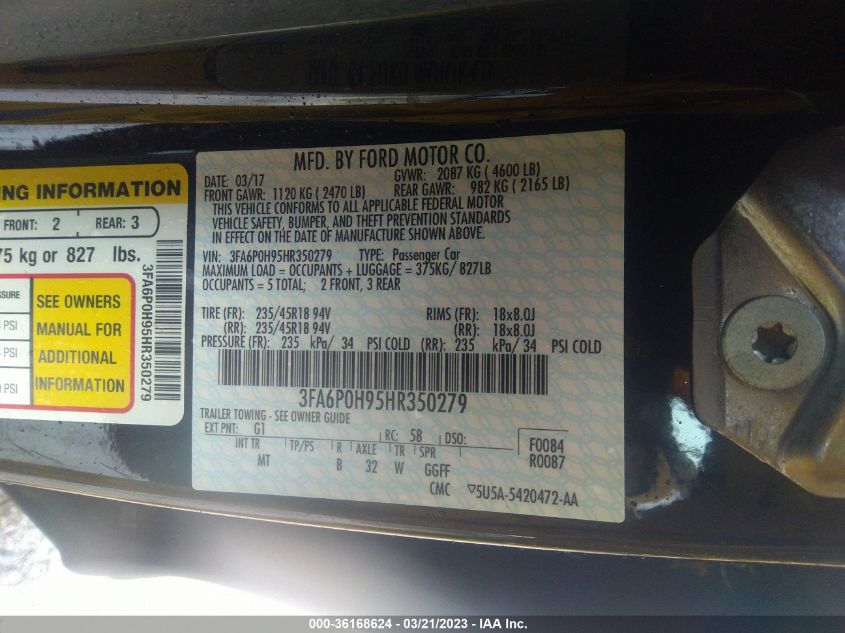 MFD. BY FORD MOTOR CO.
DATE: 03/17 GVWR: 2087 KG ( 4600 LB)
FRONT GAWR: 1120 KG ( 2470 LB) REAR GAWR: 982 KG ( 2165 LB)
THIS VEHICLE CONFORMS TO ALL APPLICABLE FEDERAL MOTOR
VEHICLE SAFETY, BUMPER, AND THEFT PREVENTION STANDARDS
IN EFFECT ON THE DATE OF MANUFACTURE SHOWN ABOVE.
VIN: 3FA6P0H95HR350279 TYPE: Passenger Car
MAXIMUM LOAD = OCCUPANTS + LUGGAGE = 375KG/ 827LB
OCCUPANTS = 5 TOTAL; 2 FRONT, 3 REAR
TIRE (FR): 235/45R18 94V RIMS (FR): 18x8.0J
(RR): 235/45R18 94V (RR): 18x8.0J
PRESSURE (FR): 235 kPa/ 34 PSI COLD (RR): 235 kPa/ 34 PSI COLD
3FA6P0H95HR350279
TRAILER TOWING - SEE OWNER GUIDE
EXT PNT: G1 RC: 5B DSO:
INT TR TP/PS R AXLE TR SPR
MT B 32 W GGFF
F0084
R0087
CMC ▽5U5A-5420472-AA
NG INFORMATION
FRONT: 2 REAR: 3
75 kg or 827 lbs.
SSURE
PSI
PSI
PSI
SEE OWNERS
MANUAL FOR
ADDITIONAL
INFORMATION
3FA6P0H95HR350279
000-36168624 - 03/21/2023 - IAAI.com